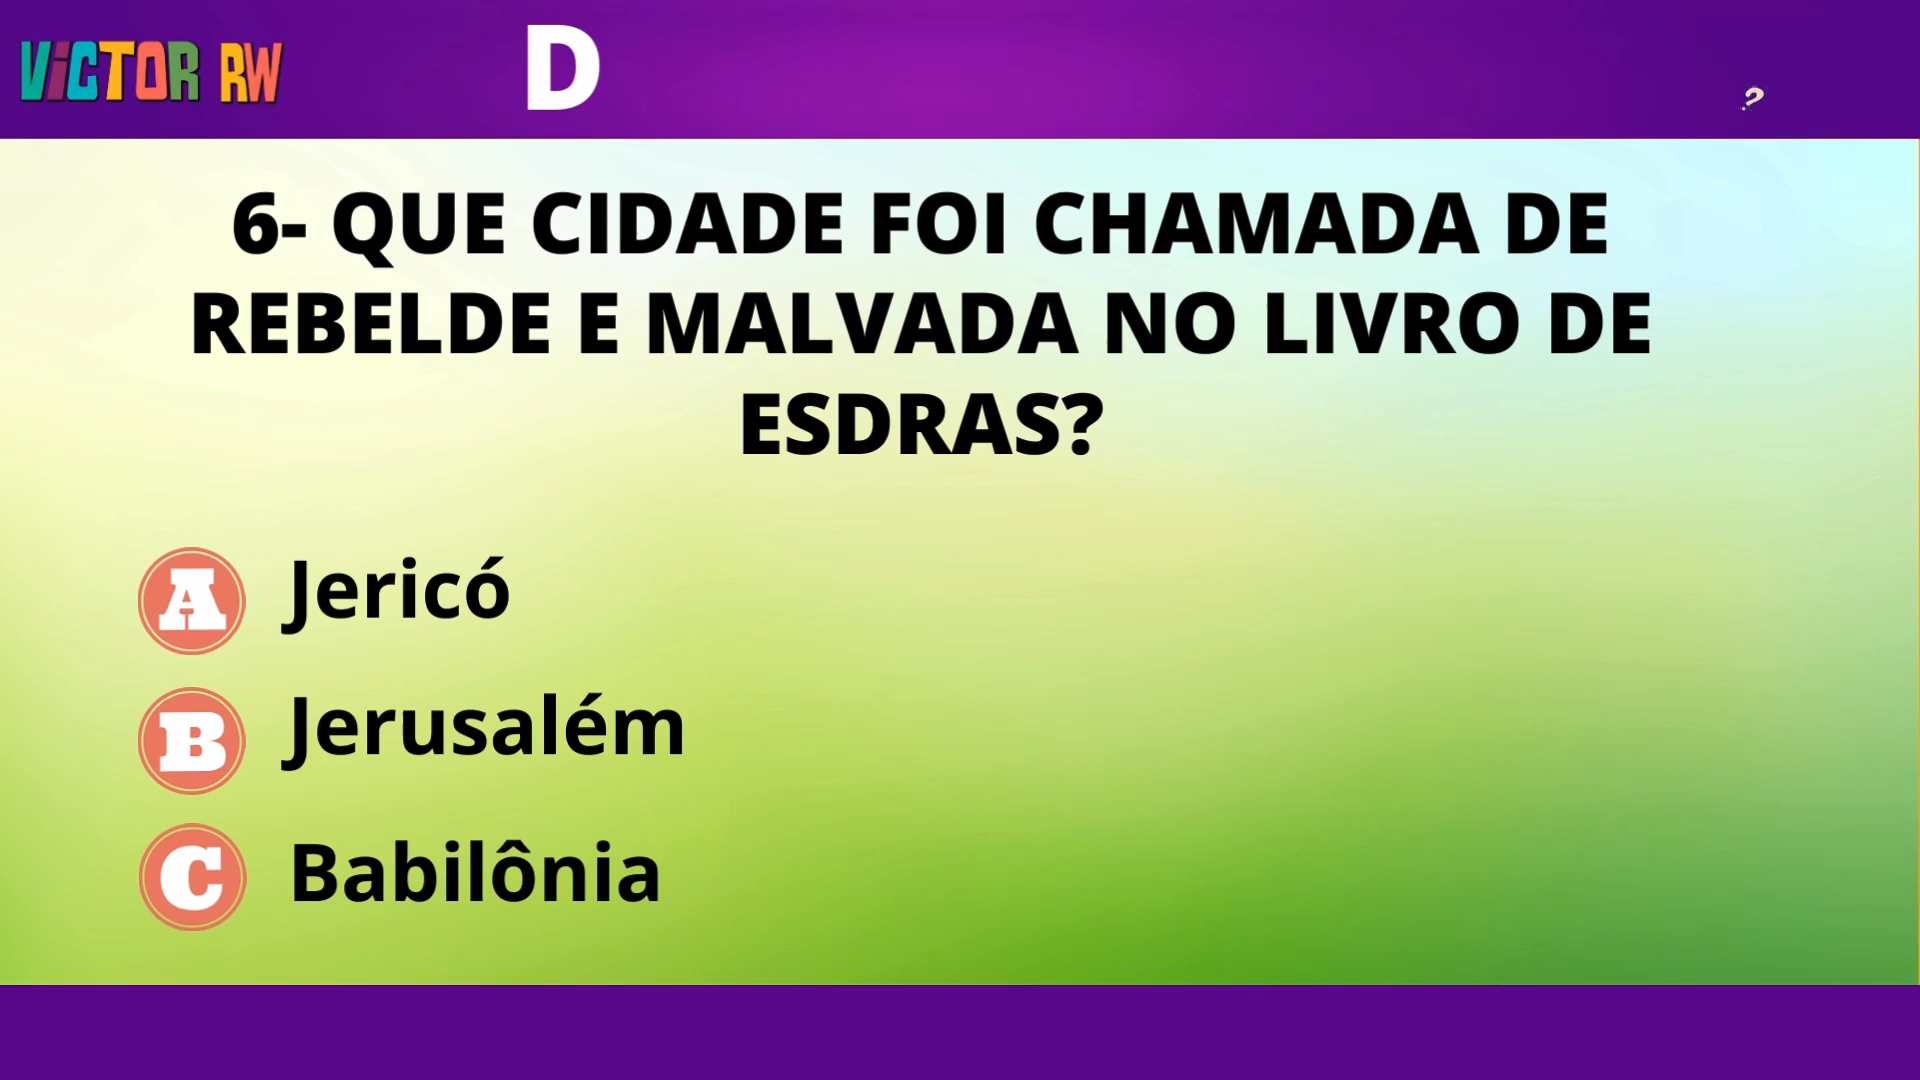 ViCTOR RW
D
?
6- QUE CIDADE FOI CHAMADA DE
REBELDE E MALVADA NO LIVRO DE
ESDRAS?
A Jericó
B Jerusalém
C Babilônia